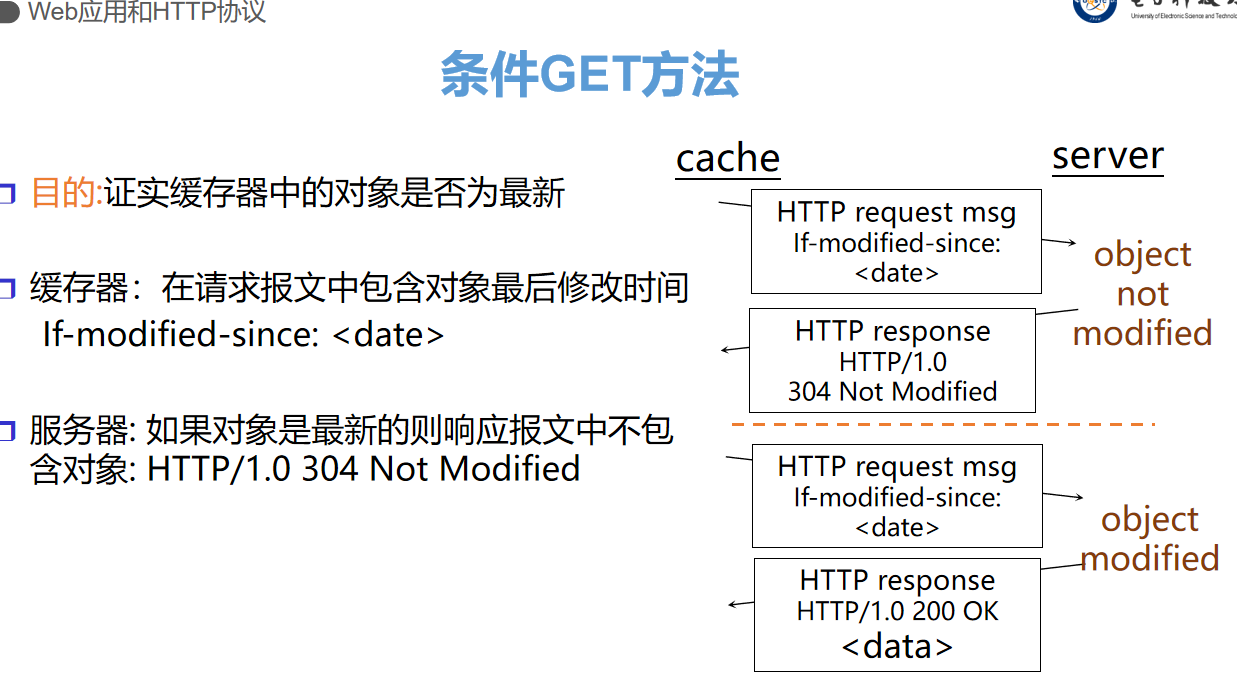 Web应用和HTTP协议
University of Electronic Science and Technolo
条件GET方法
目的:证实缓存器中的对象是否为最新
缓存器：在请求报文中包含对象最后修改时间
If-modified-since: <date>
服务器: 如果对象是最新的则响应报文中不包
含对象: HTTP/1.0 304 Not Modified
cache
server
HTTP request msg
If-modified-since:
<date>
object
not
modified
HTTP response
HTTP/1.0
304 Not Modified
HTTP request msg
If-modified-since:
<date>
object
modified
HTTP response
HTTP/1.0 200 OK
<data>